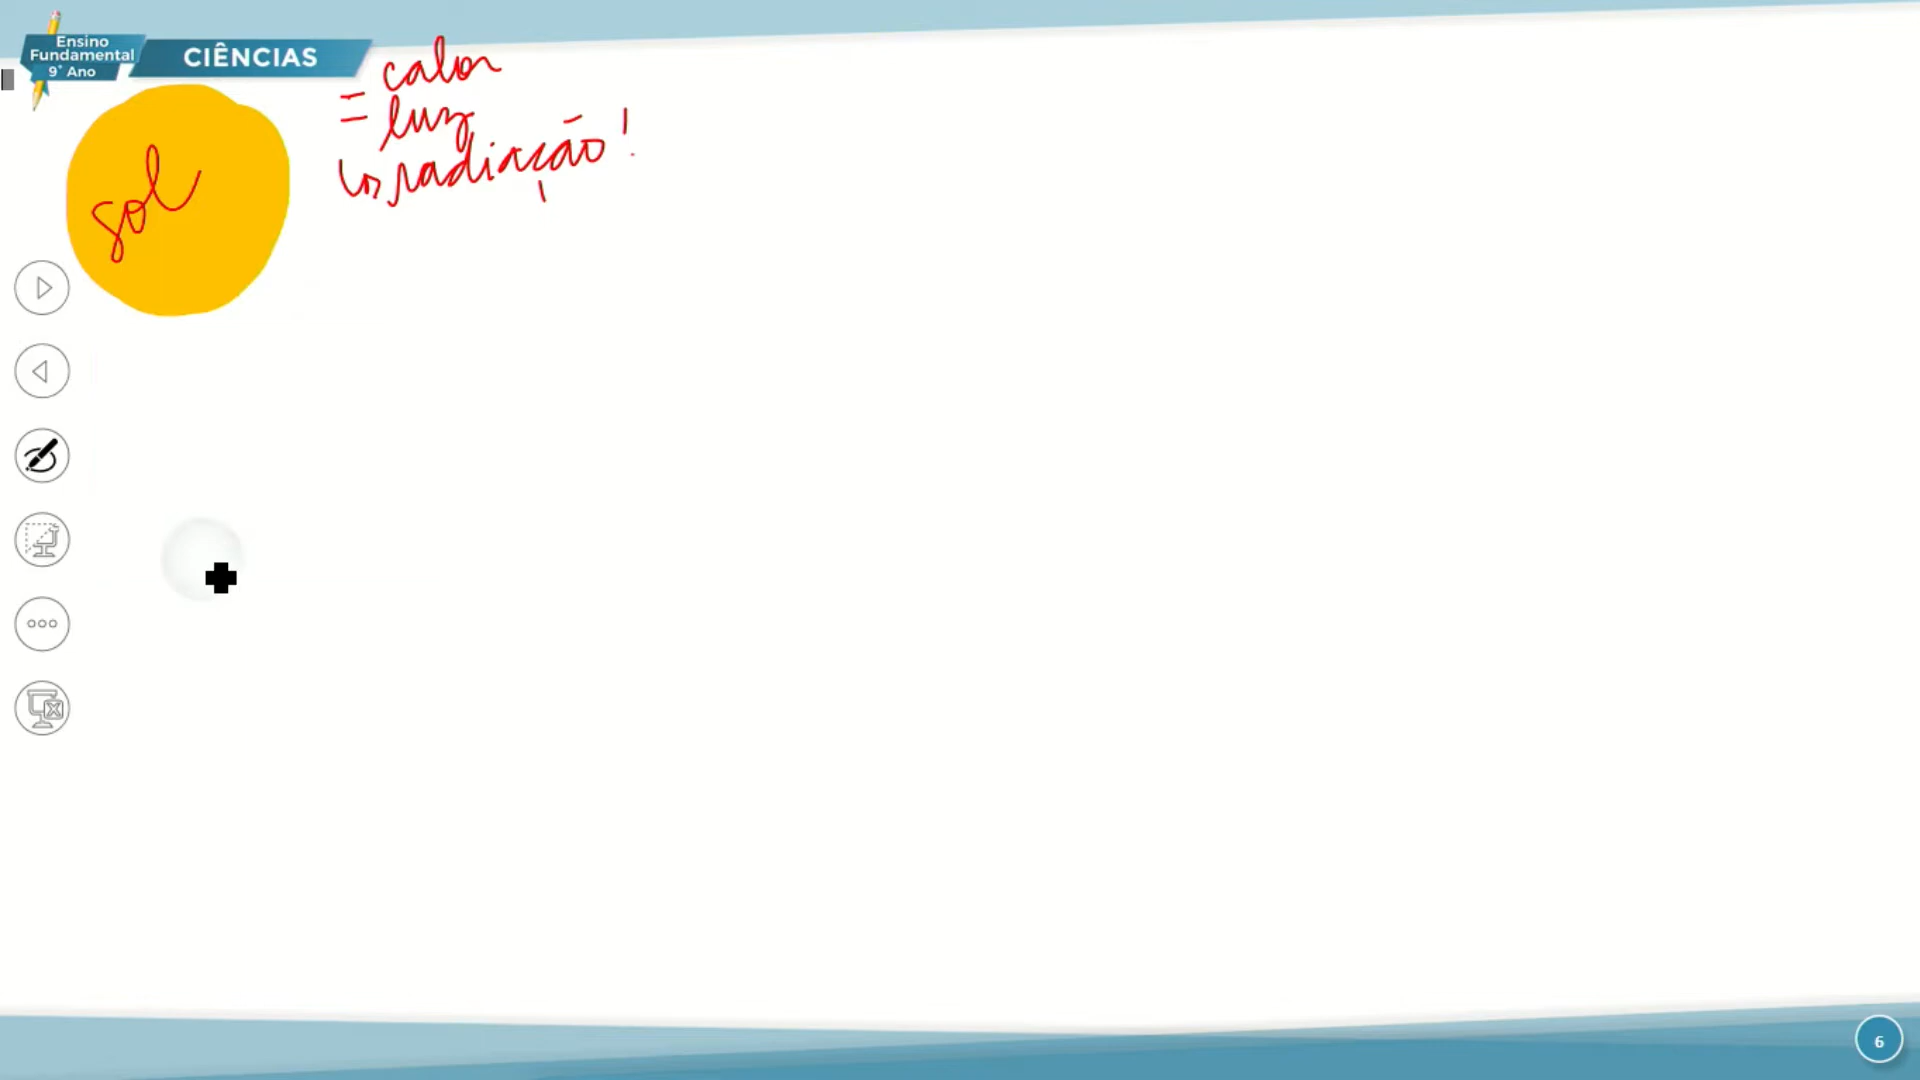 Ensino
Fundamental
9° Ano
CIÊNCIAS
= calor
luz
↳ radiação!
sol
6